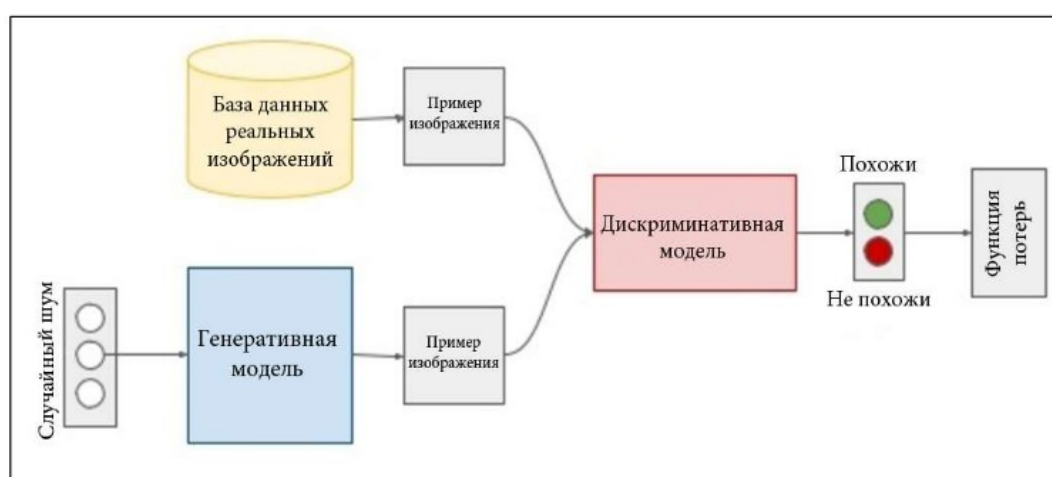 База данных
реальных
изображений
Пример
изображения
Похожи
Дискриминативная
модель
Функция
потерь
Не похожи
Случайный шум
Генеративная
модель
Пример
изображения